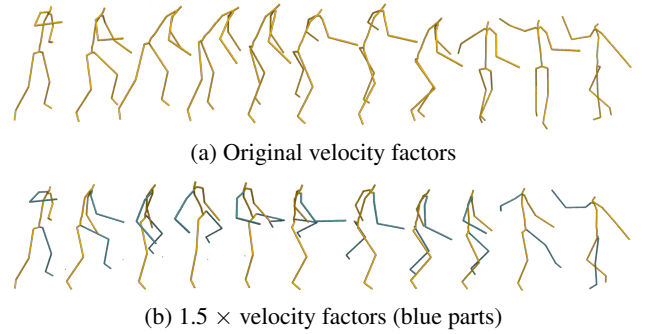 (a) Original velocity factors
(b) 1.5 × velocity factors (blue parts)